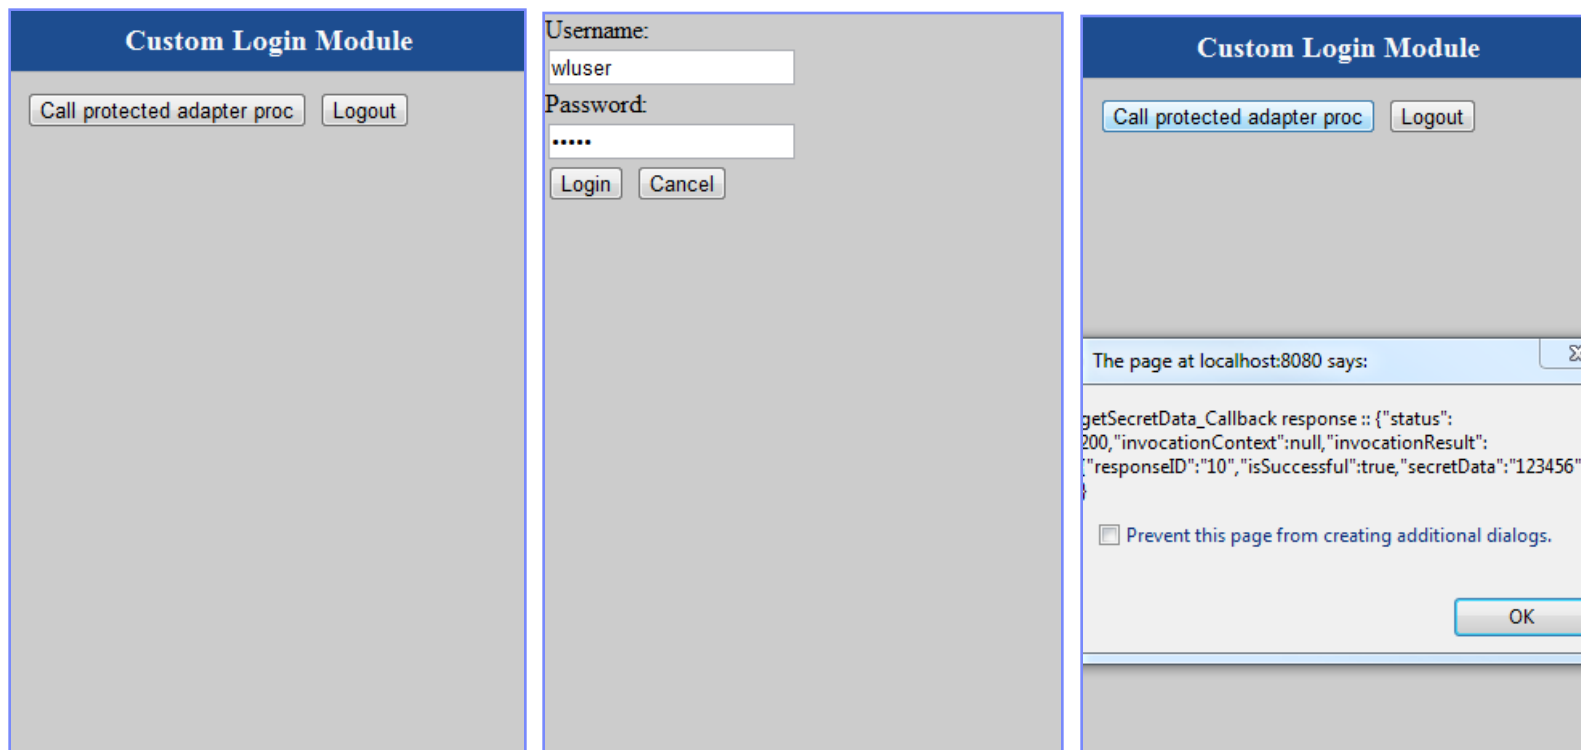 Custom Login Module
Call protected adapter proc
Logout
Username:
wluser
Password:
•••••
Login
Cancel
Custom Login Module
Call protected adapter proc
Logout
The page at localhost:8080 says:
getSecretData_Callback response :: {"status":
200,"invocationContext":null,"invocationResult":
{"responseID":"10","isSuccessful":true,"secretData":"123456"
}
Prevent this page from creating additional dialogs.
OK